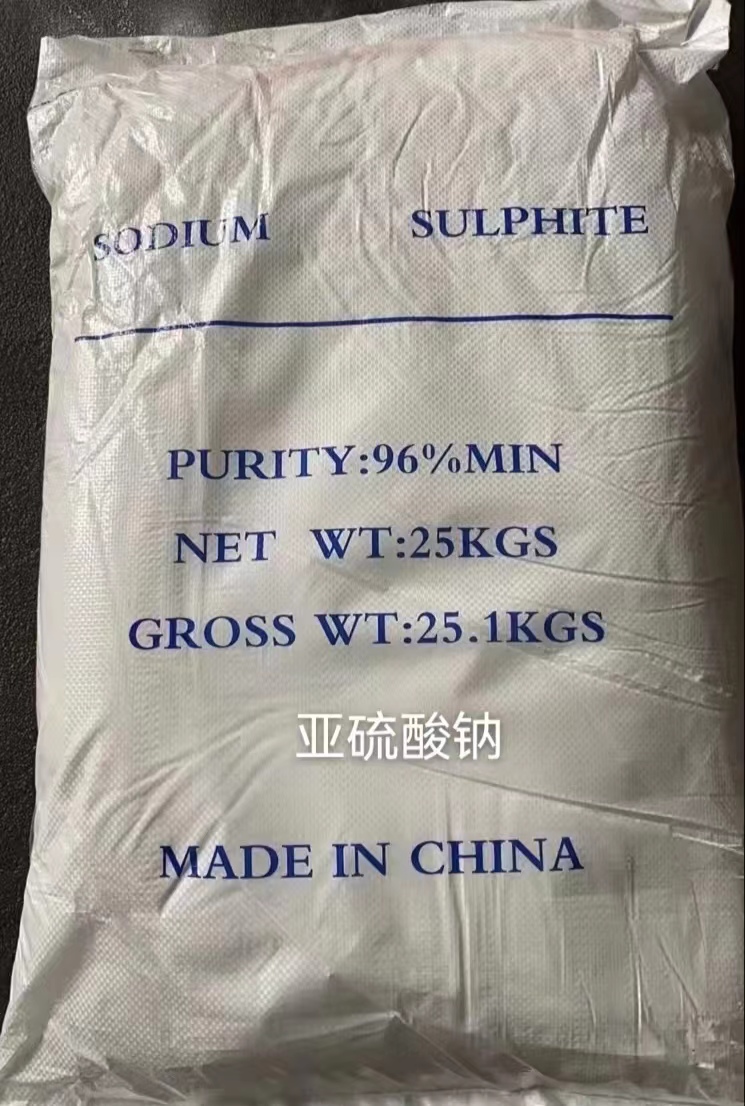 SODIUM SULPHITE
PURITY:96%MIN
NET WT:25KGS
GROSS WT:25.1KGS
亚硫酸钠
MADE IN CHINA